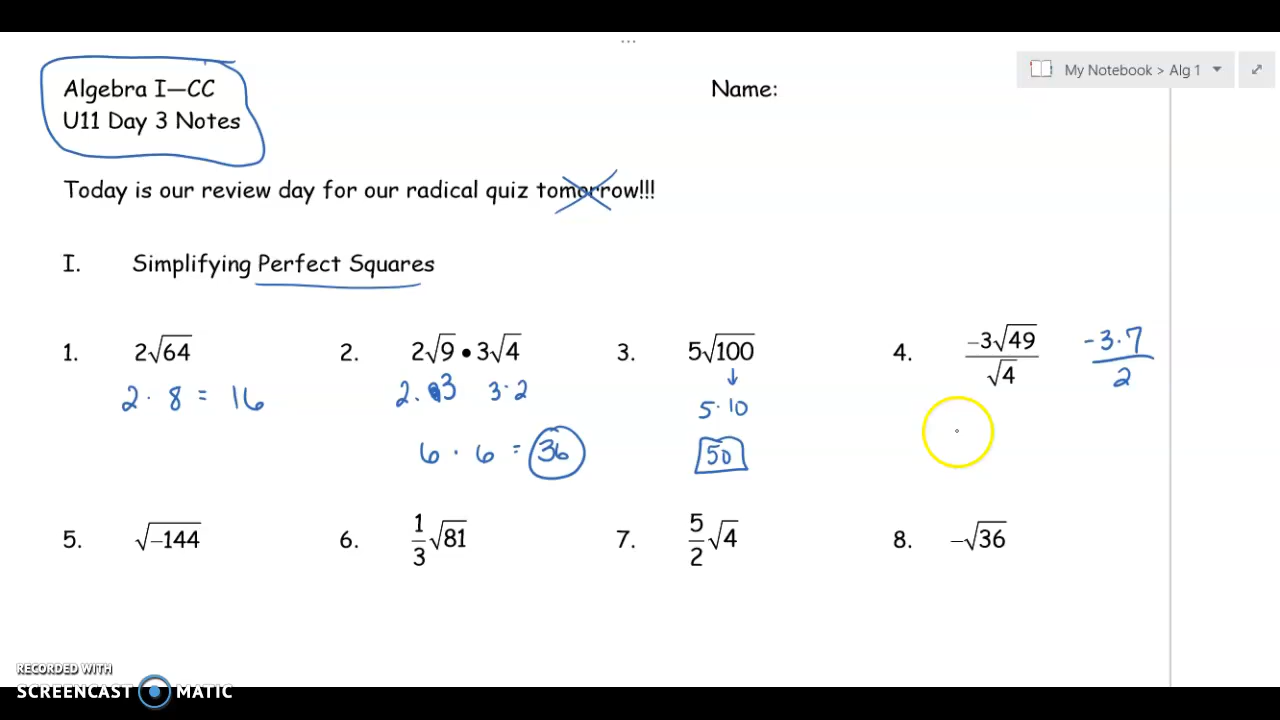 ...
My Notebook > Alg 1
Algebra I—CC
Name:
U11 Day 3 Notes
Today is our review day for our radical quiz tomorrow!!!
I. Simplifying Perfect Squares
1. 2√64
2 · 8 = 16
2. 2√9 • 3√4
2 · 3 3 · 2
6 · 6 = 36
3. 5√100
↓
5 · 10
50
4. -3√49 / √4
-3 · 7 / 2
5. √-144
6. 1/3 √81
7. 5/2 √4
8. -√36
RECORDED WITH
SCREENCAST MATIC